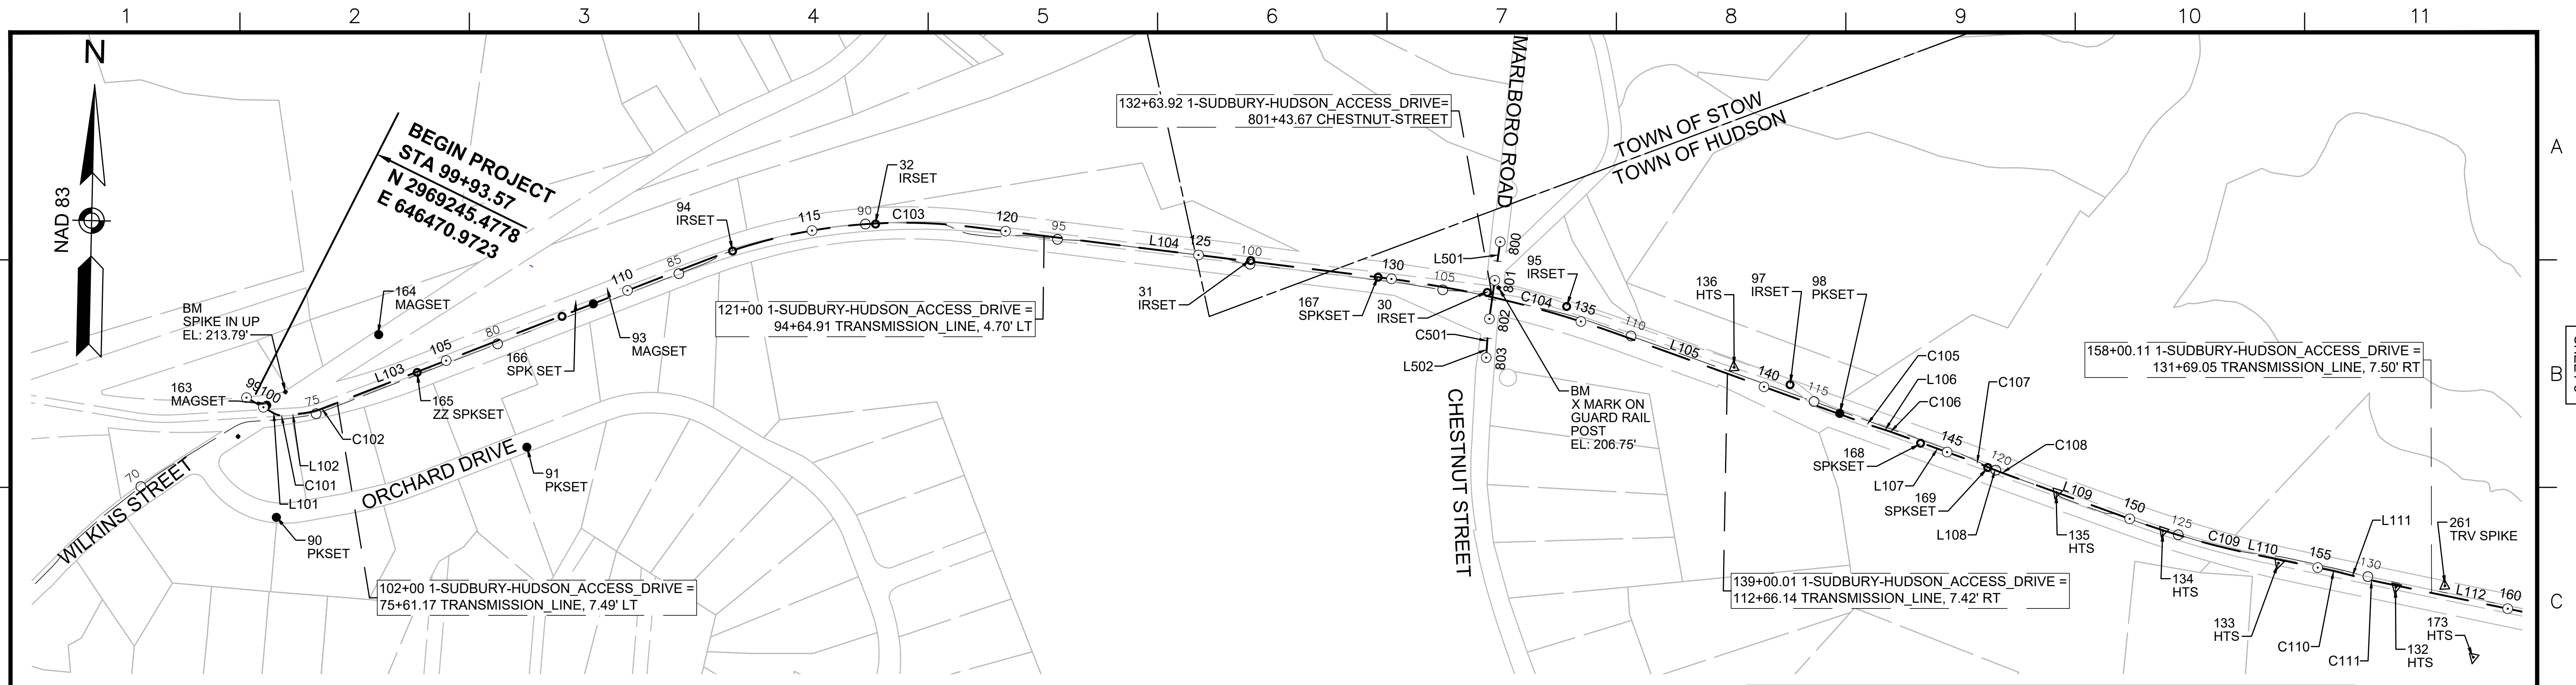 1
2
3
4
5
6
7
8
9
10
11
A
B
C
N
NAD 83
BEGIN PROJECT
STA 99+93.57
N 2969245.4778
E 646470.9723
BM
SPIKE IN UP
EL: 213.79'
163
MAGSET
164
MAGSET
99
100
70
75
WILKINS STREET
ORCHARD DRIVE
L101
C101
L102
C102
90
PKSET
91
PKSET
L103
105
165
ZZ SPKSET
80
166
SPK SET
93
MAGSET
110
85
94
IRSET
115
90
32
IRSET
C103
120
95
102+00 1-SUDBURY-HUDSON_ACCESS_DRIVE =
75+61.17 TRANSMISSION_LINE, 7.49' LT
121+00 1-SUDBURY-HUDSON_ACCESS_DRIVE =
94+64.91 TRANSMISSION_LINE, 4.70' LT
L104
125
100
31
IRSET
132+63.92 1-SUDBURY-HUDSON_ACCESS_DRIVE=
801+43.67 CHESTNUT-STREET
167
SPKSET
130
105
30
IRSET
MARLBORO ROAD
L501
800
801
802
803
C501
L502
CHESTNUT STREET
95
IRSET
C104
135
110
BM
X MARK ON
GUARD RAIL
POST
EL: 206.75'
TOWN OF STOW
TOWN OF HUDSON
L105
136
HTS
97
IRSET
98
PKSET
140
115
139+00.01 1-SUDBURY-HUDSON_ACCESS_DRIVE =
112+66.14 TRANSMISSION_LINE, 7.42' RT
C105
L106
C106
C107
168
SPKSET
L107
145
169
SPKSET
L108
120
C108
L109
135
HTS
150
125
134
HTS
C109
L110
133
HTS
155
C110
L111
130
C111
132
HTS
158+00.11 1-SUDBURY-HUDSON_ACCESS_DRIVE =
131+69.05 TRANSMISSION_LINE, 7.50' RT
261
TRV SPIKE
L112
160
173
HTS